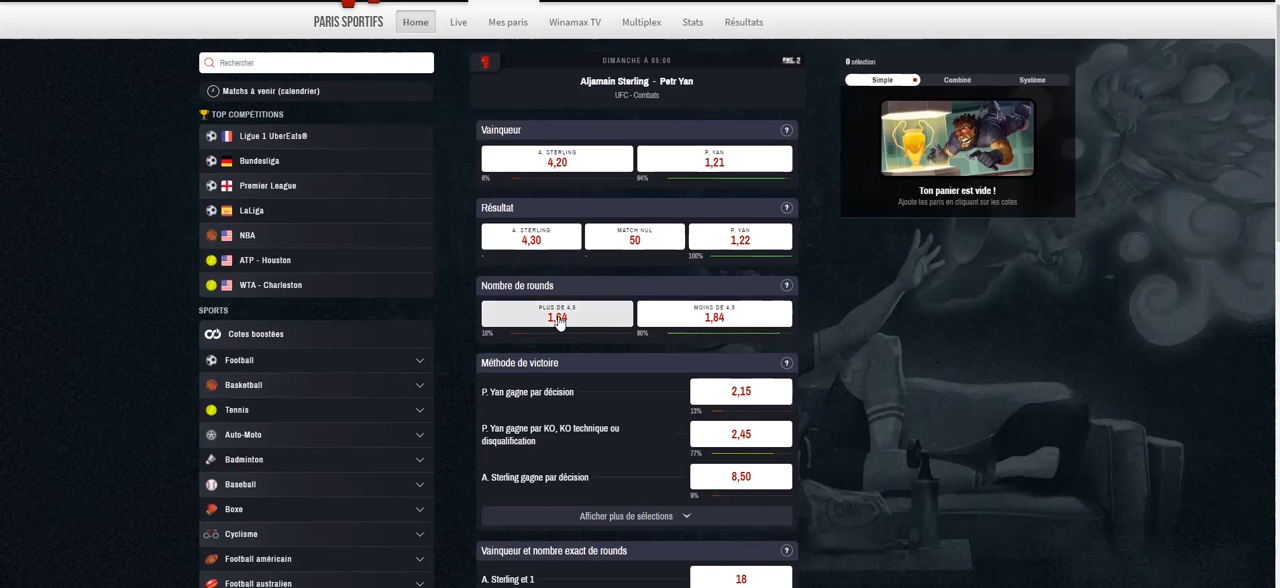 PARIS SPORTIFS
Home
Live
Mes paris
Winamax TV
Multiplex
Stats
Résultats
Rechercher
Matchs à venir (calendrier)
TOP COMPÉTITIONS
Ligue 1 UberEats®
Bundesliga
Premier League
LaLiga
NBA
ATP - Houston
WTA - Charleston
SPORTS
Cotes boostées
Football
Basketball
Tennis
Auto-Moto
Badminton
Baseball
Boxe
Cyclisme
Football américain
Football australien
DIMANCHE À 05:00
Aljamain Sterling - Petr Yan
UFC - Combats
Vainqueur ?
A. STERLING
4,20
6%
P. YAN
1,21
94%
Résultat ?
A. STERLING
4,30
-
MATCH NUL
50
-
P. YAN
1,22
100%
Nombre de rounds ?
PLUS DE 4,5
1,64
10%
MOINS DE 4,5
1,84
90%
Méthode de victoire ?
P. Yan gagne par décision
2,15
13%
P. Yan gagne par KO, KO technique ou
disqualification
2,45
77%
A. Sterling gagne par décision
8,50
9%
Afficher plus de sélections
Vainqueur et nombre exact de rounds ?
A. Sterling et 1
18
0 sélection
Simple
Combiné
Système
Ton panier est vide !
Ajoute tes paris en cliquant sur les cotes